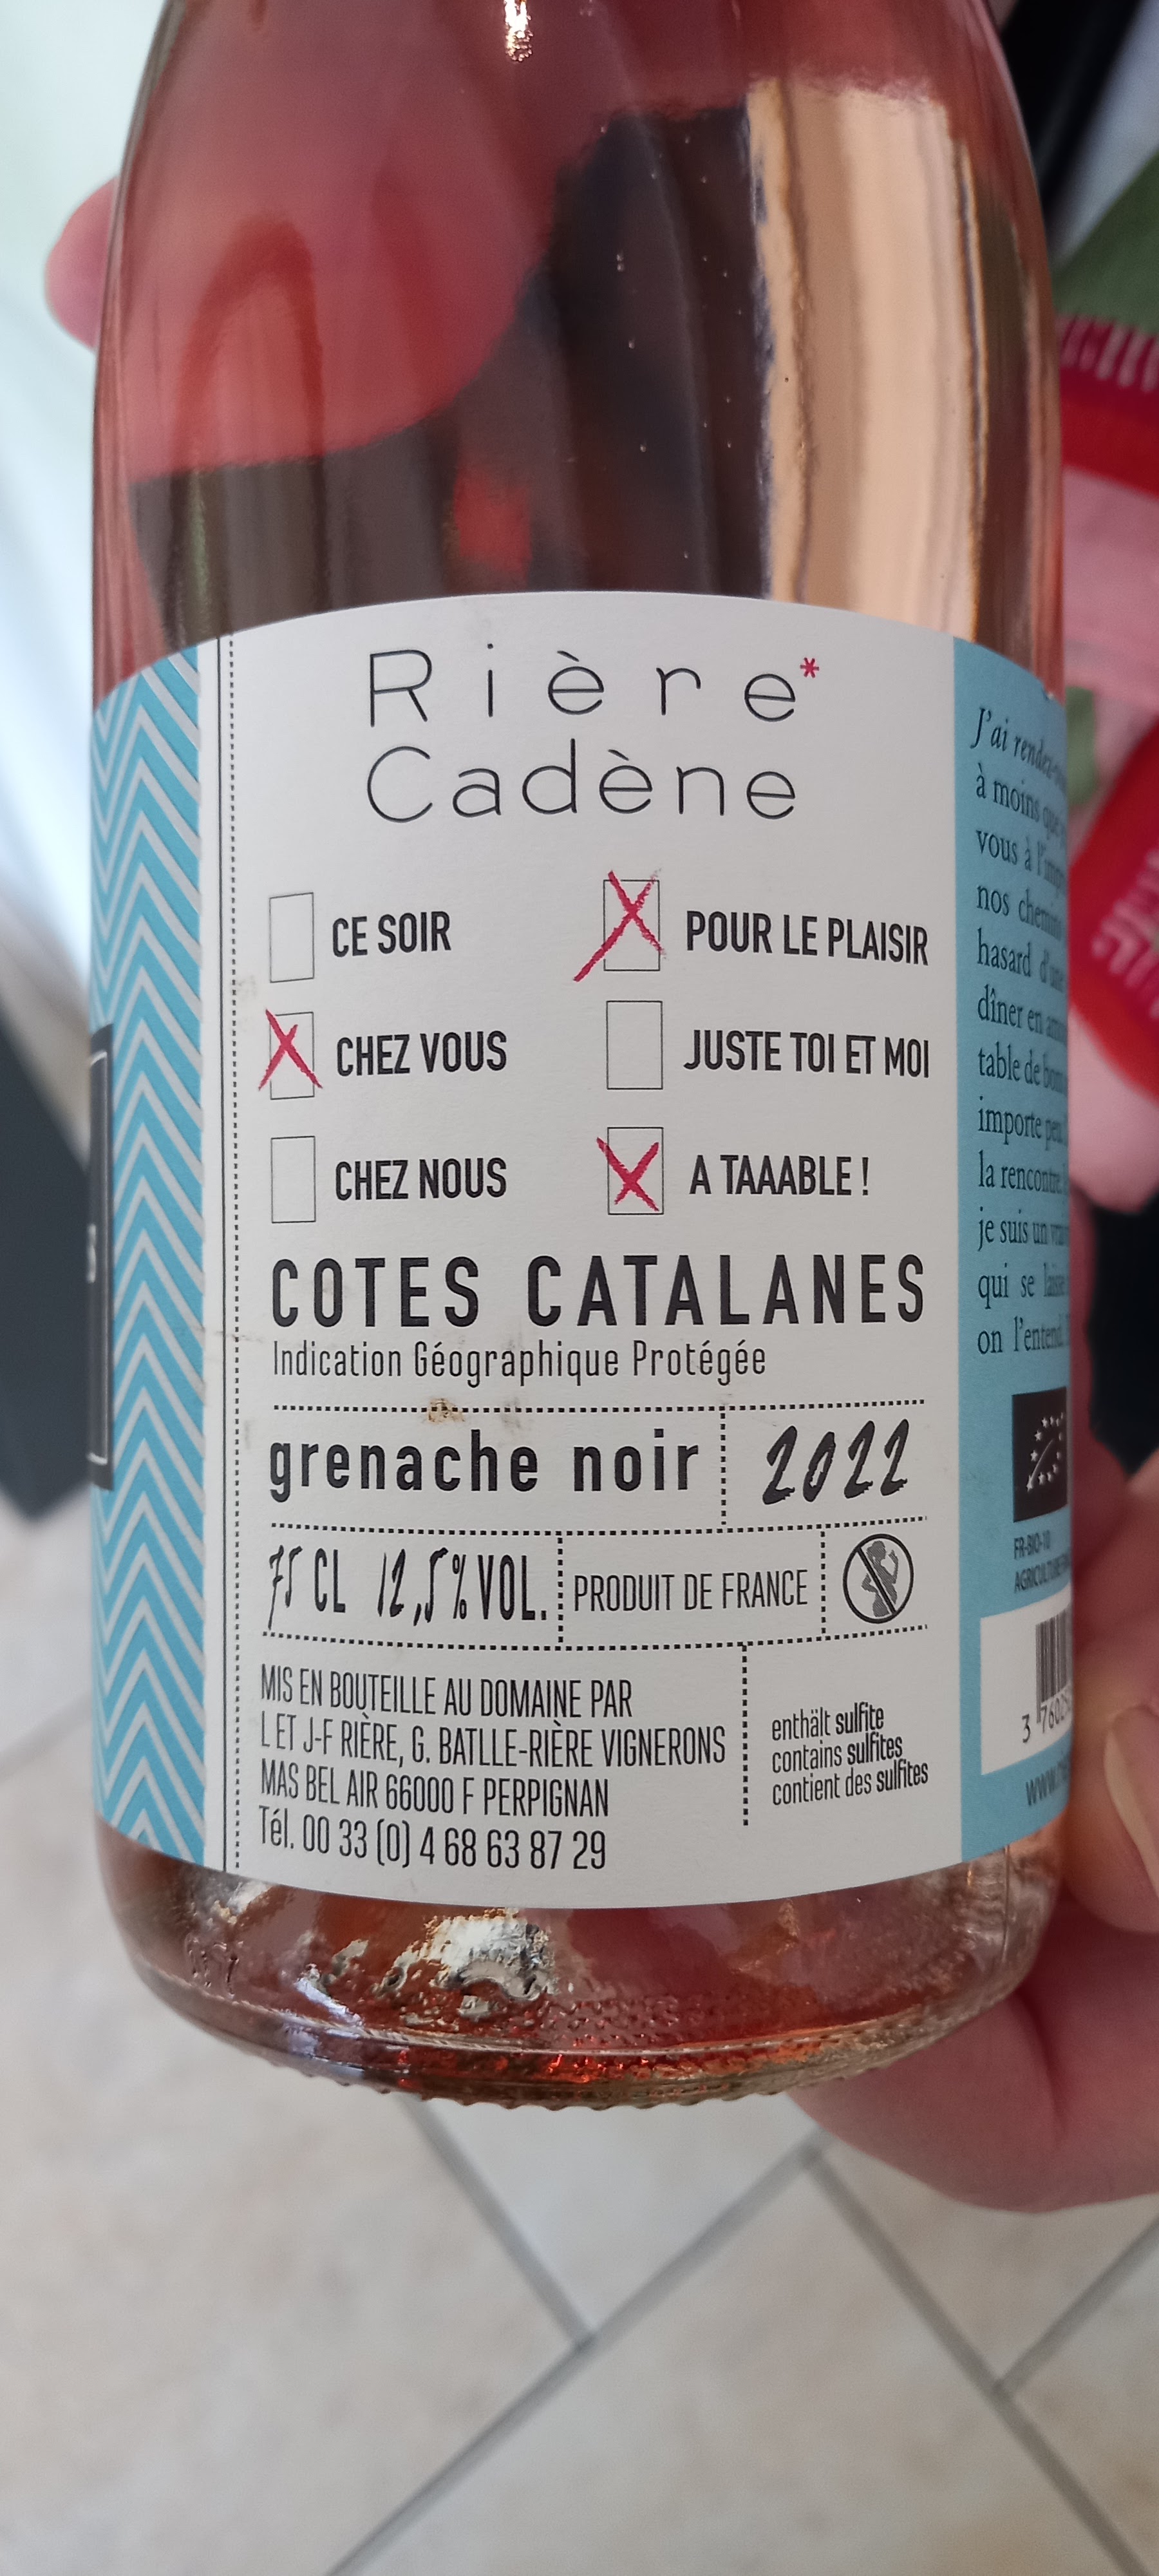 Rière*
Cadène
CE SOIR
POUR LE PLAISIR
CHEZ VOUS
JUSTE TOI ET MOI
CHEZ NOUS
A TAAABLE !
COTES CATALANES
Indication Géographique Protégée
grenache noir
2022
75 CL 12,5% VOL.
PRODUIT DE FRANCE
MIS EN BOUTEILLE AU DOMAINE PAR
L ET J-F RIÈRE, G. BATLLE-RIÈRE VIGNERONS
MAS BEL AIR 66000 F PERPIGNAN
Tél. 00 33 (0) 4 68 63 87 29
enthält sulfite
contains sulfites
contient des sulfites
J'ai
à moins
vous à
nos
hasard
dîner en
table de
importe
la
je suis un
qui se
on l'entend
FR-BIO-10